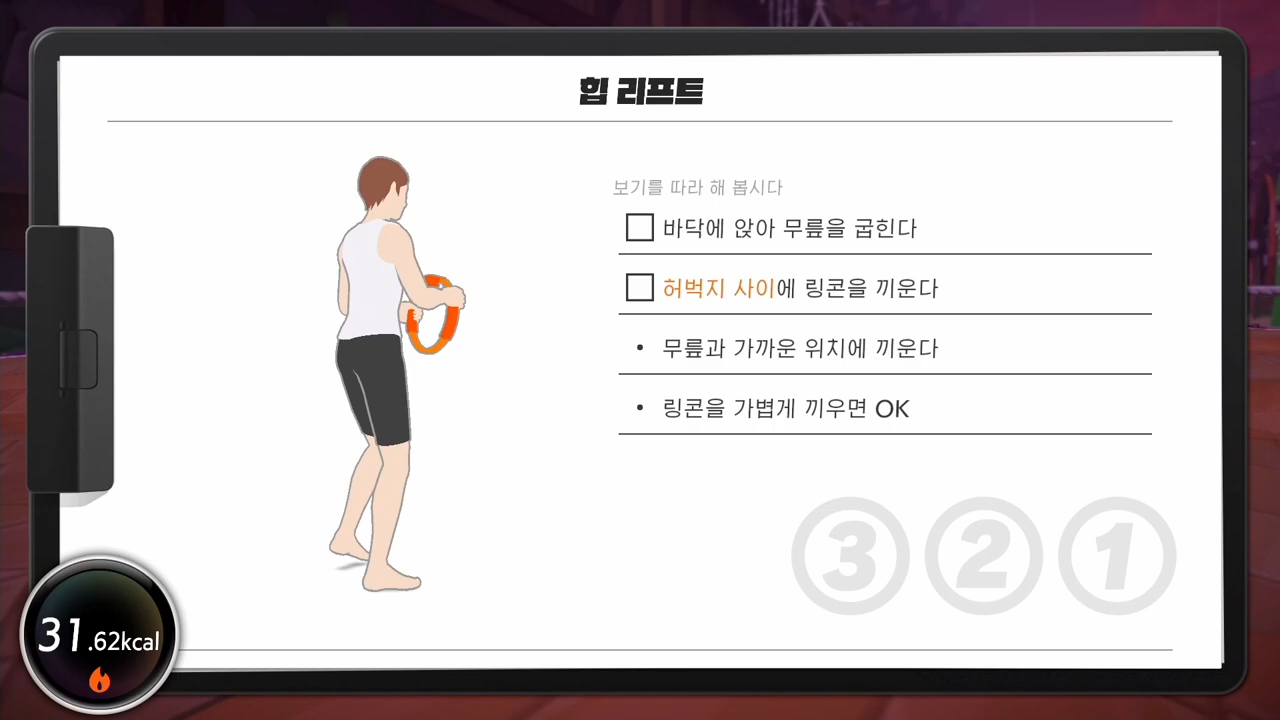 힙 리프트
보기를 따라 해 봅시다
바닥에 앉아 무릎을 굽힌다
허벅지 사이에 링콘을 끼운다
• 무릎과 가까운 위치에 끼운다
• 링콘을 가볍게 끼우면 OK
3 2 1
31.62kcal